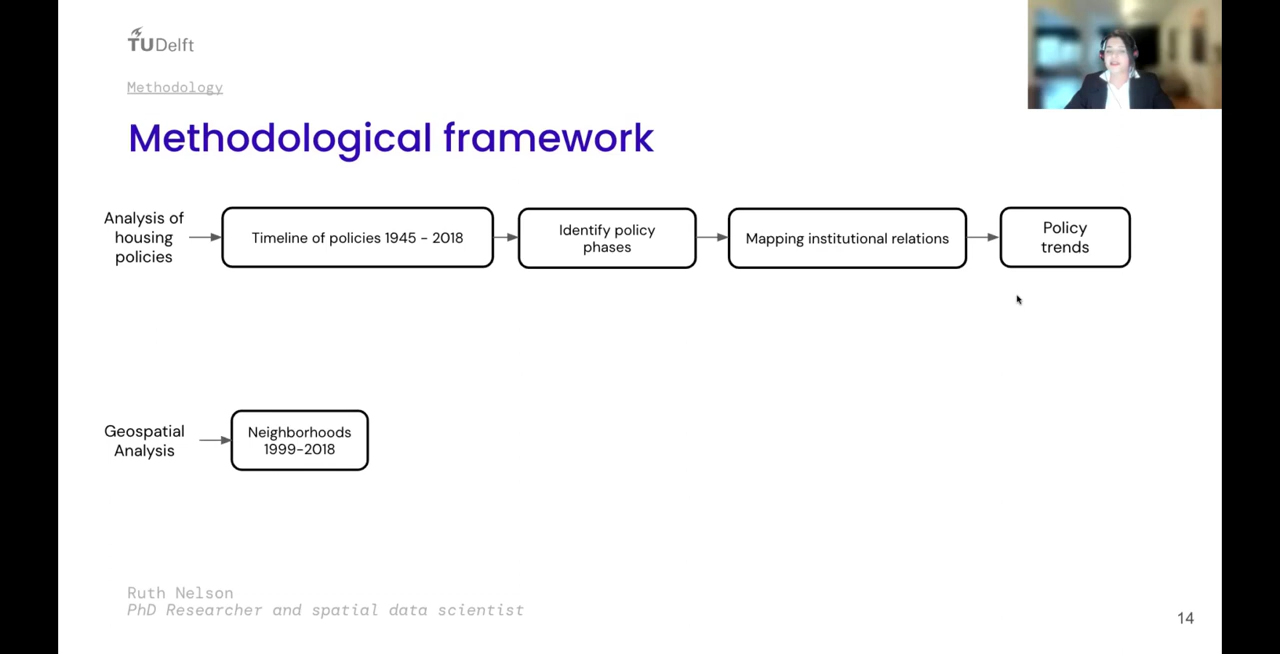 TUDelft
Methodology
Methodological framework
Analysis of
housing
policies
Timeline of policies 1945 - 2018
Identify policy
phases
Mapping institutional relations
Policy
trends
Geospatial
Analysis
Neighborhoods
1999-2018
Ruth Nelson
PhD Researcher and spatial data scientist
14